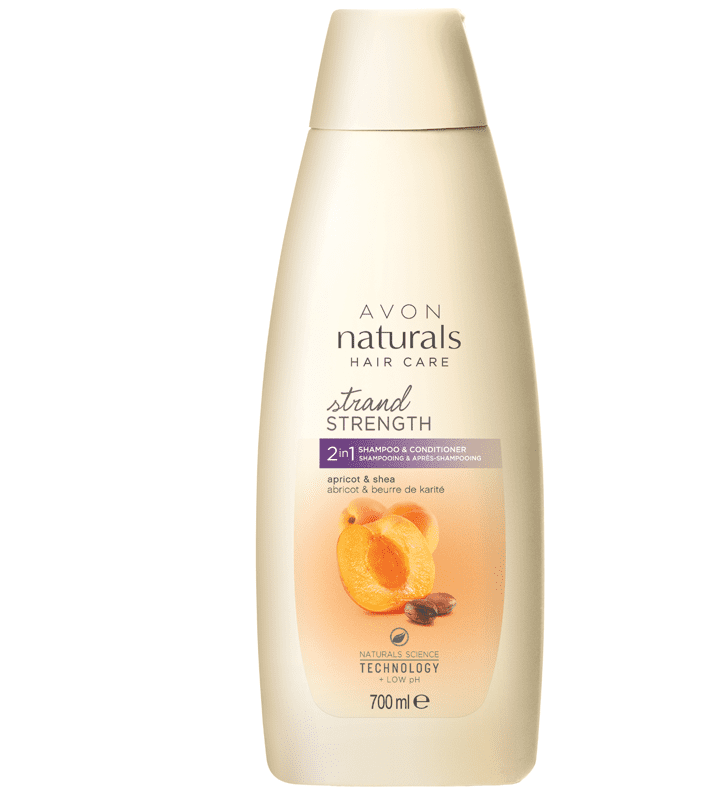 AVON
naturals
HAIR CARE
strand
STRENGTH
2in1 SHAMPOO & CONDITIONER
SHAMPOOING & APRÈS-SHAMPOOING
apricot & shea
abricot & beurre de karité
NATURALS SCIENCE
TECHNOLOGY
+ LOW pH
700 ml ℮